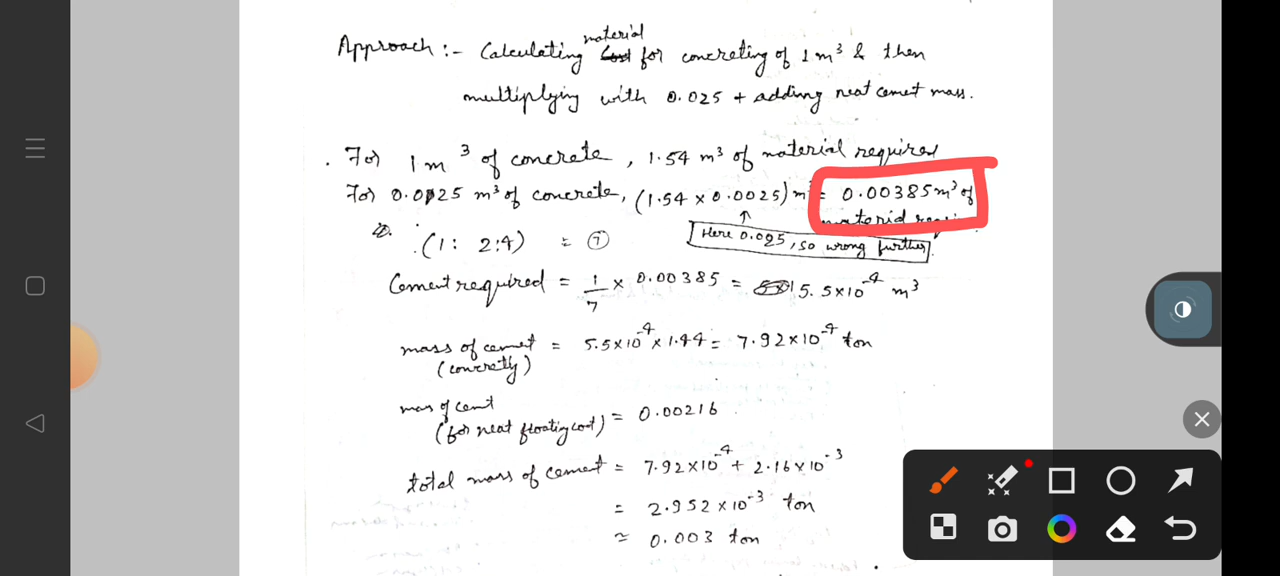 Approach :- Calculating material for concreting of 1 m³ & then
multiplying with 0.025 + adding neat cement mass.
. For 1 m³ of concrete, 1.54 m³ of material required
For 0.0025 m³ of concrete, (1.54 × 0.0025) m³ = 0.00385 m³ of
material
Here 0.025, so wrong further.
(1 : 2:4) = 7
Cement required = 1/7 × 0.00385 = 5.5×10⁻⁴ m³
mass of cement = 5.5×10⁻⁴ × 1.44 = 7.92×10⁻⁴ ton
mass of cemt
(for neat floating coat) = 0.00216
total mass of cement = 7.92×10⁻⁴ + 2.16×10⁻³
= 2.952×10⁻³ ton
≈ 0.003 ton